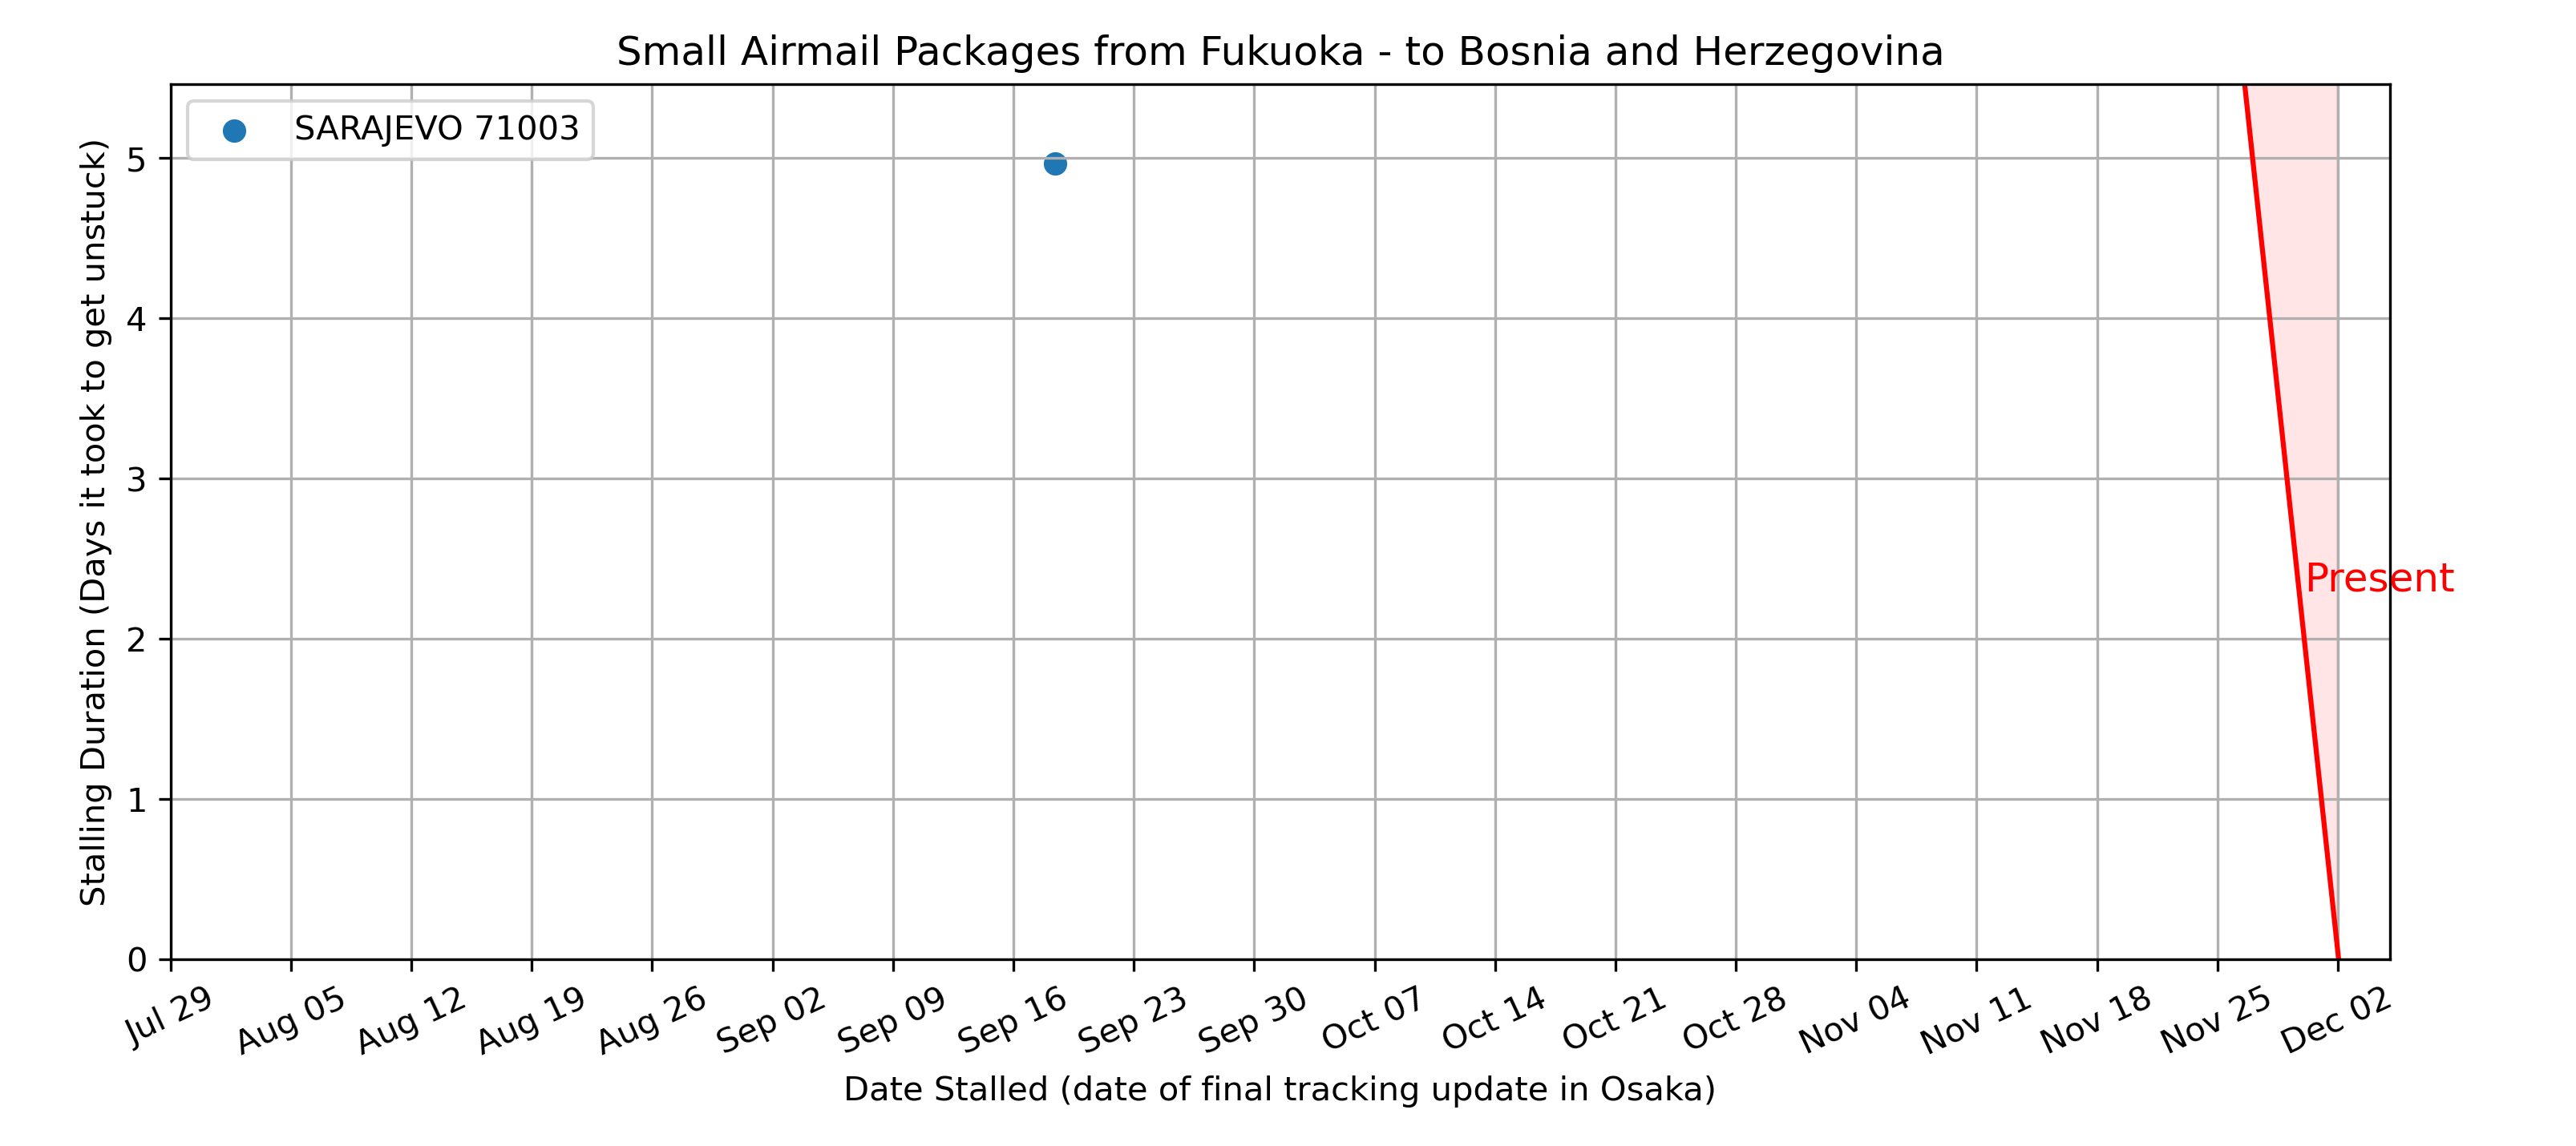 Small Airmail Packages from Fukuoka - to Bosnia and Herzegovina
SARAJEVO 71003
Stalling Duration (Days it took to get unstuck)
5
4
3
2
1
0
Present
Jul 29
Aug 05
Aug 12
Aug 19
Aug 26
Sep 02
Sep 09
Sep 16
Sep 23
Sep 30
Oct 07
Oct 14
Oct 21
Oct 28
Nov 04
Nov 11
Nov 18
Nov 25
Dec 02
Date Stalled (date of final tracking update in Osaka)